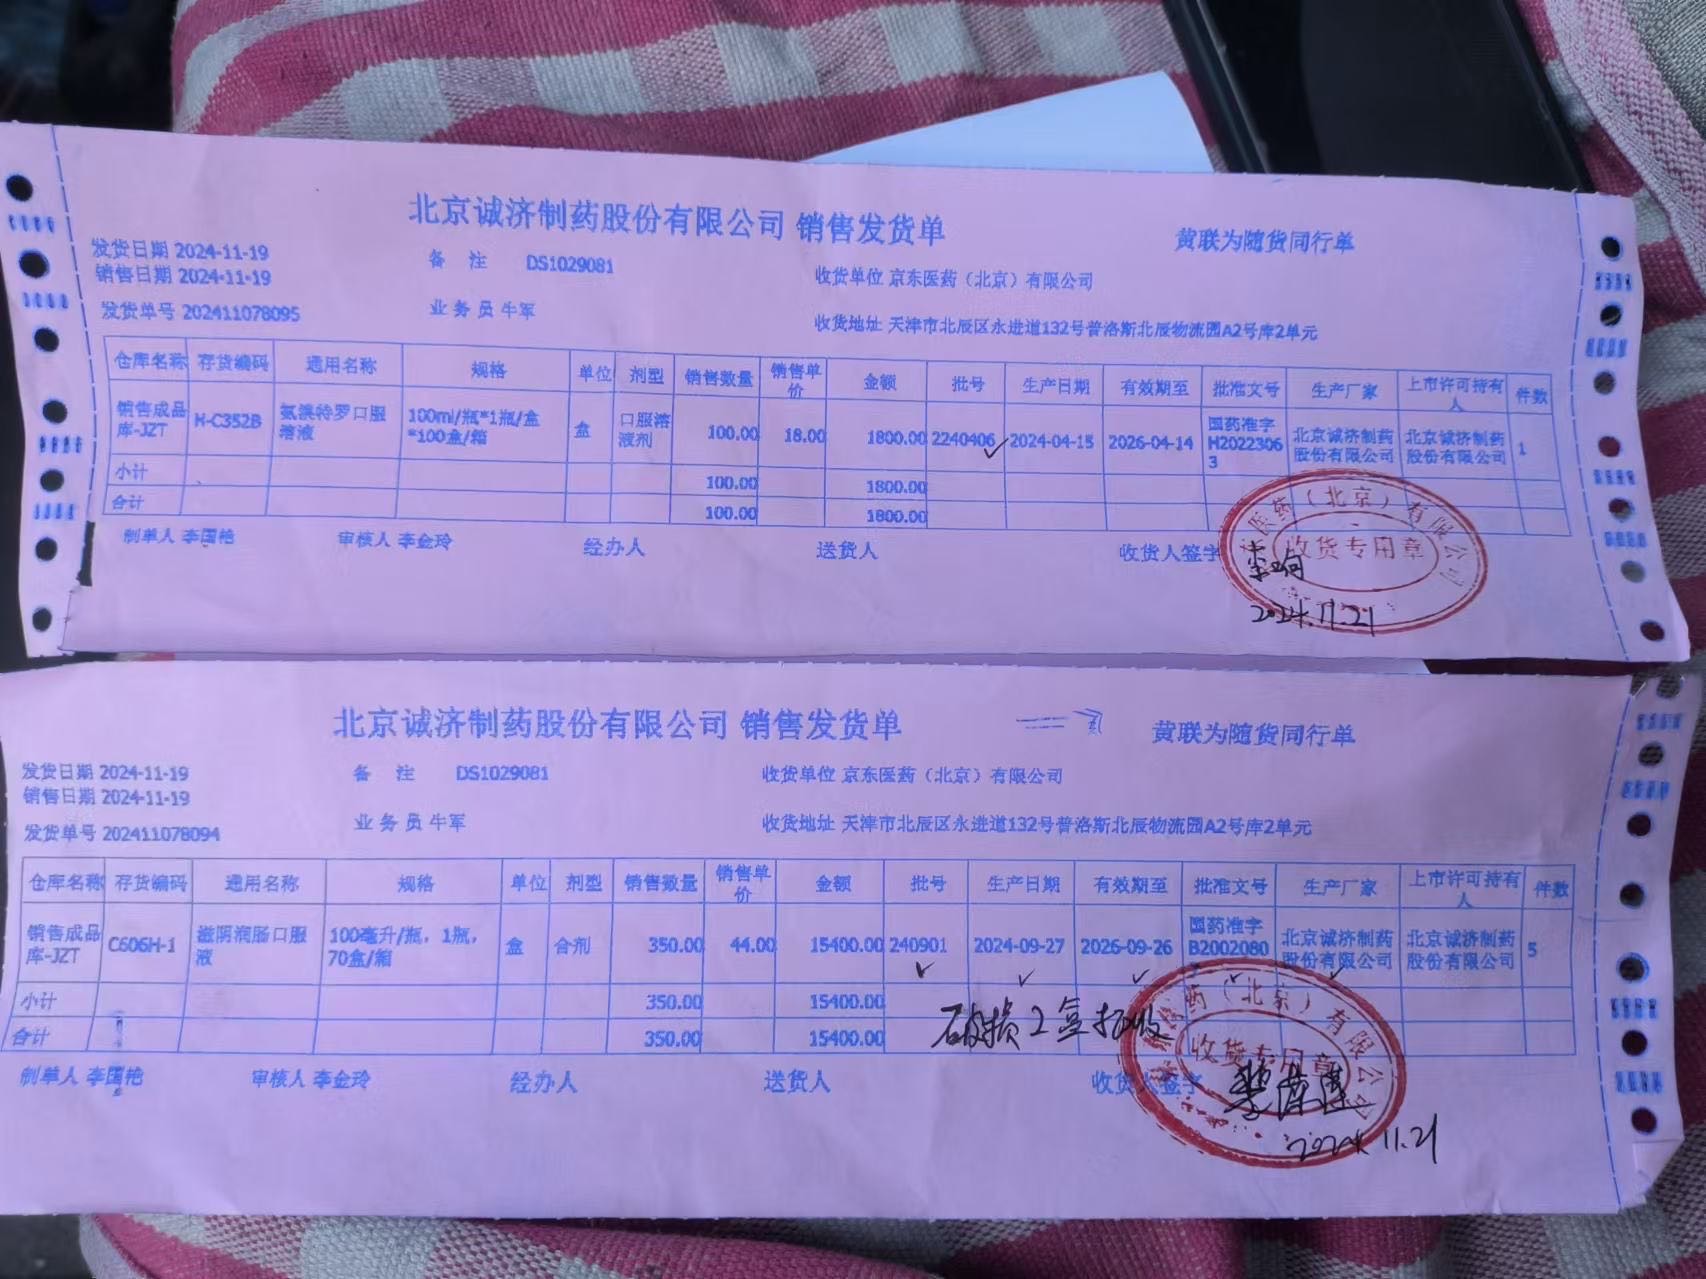 北京诚济制药股份有限公司 销售发货单
黄联为随货同行单
发货日期 2024-11-19
销售日期 2024-11-19
备 注 DS1029081
收货单位 京东医药（北京）有限公司
发货单号 202411078095
业 务 员 牛军
收货地址 天津市北辰区永进道132号普洛斯北辰物流园A2号库2单元
仓库名称 存货编码 通用名称 规格 单位 剂型 销售数量 销售单价 金额 批号 生产日期 有效期至 批准文号 生产厂家 上市许可持有人 件数
销售成品库-JZT H-C352B 氨溴特罗口服溶液 100ml/瓶*1瓶/盒*100盒/箱 盒 口服溶液剂 100.00 18.00 1800.00 2240406 2024-04-15 2026-04-14 国药准字H20223063 北京诚济制药股份有限公司 北京诚济制药股份有限公司 1
小计 100.00 1800.00
合计 100.00 1800.00
制单人 李国艳 审核人 李金玲 经办人 送货人 收货人签字
医药（北京）有限公司
收货专用章
2024.11.21
北京诚济制药股份有限公司 销售发货单
黄联为随货同行单
发货日期 2024-11-19
销售日期 2024-11-19
备 注 DS1029081
收货单位 京东医药（北京）有限公司
发货单号 202411078094
业 务 员 牛军
收货地址 天津市北辰区永进道132号普洛斯北辰物流园A2号库2单元
仓库名称 存货编码 通用名称 规格 单位 剂型 销售数量 销售单价 金额 批号 生产日期 有效期至 批准文号 生产厂家 上市许可持有人 件数
销售成品库-JZT C606H-1 滋阴润肠口服液 100毫升/瓶，1瓶，70盒/箱 盒 合剂 350.00 44.00 15400.00 240901 2024-09-27 2026-09-26 国药准字B2002080 北京诚济制药股份有限公司 北京诚济制药股份有限公司 5
小计 350.00 15400.00
合计 350.00 15400.00
破损2盒拒收
制单人 李国艳 审核人 李金玲 经办人 送货人 收货人签字
药（北京）有限公司
收货专用章
2024.11.21